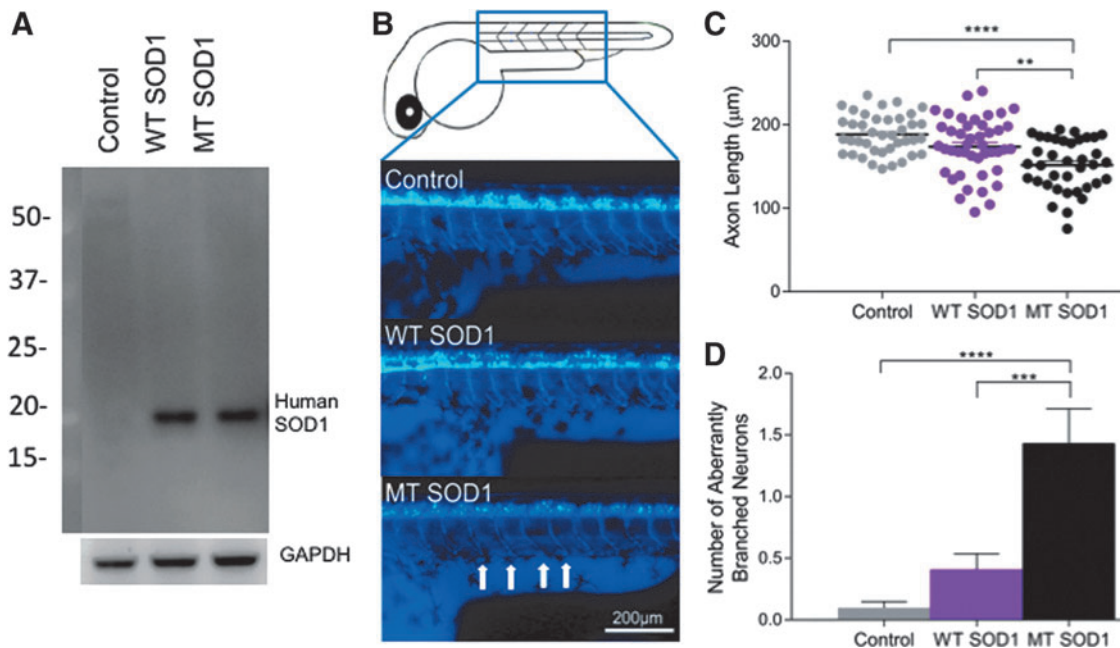 A
Control
WT SOD1
MT SOD1
50-
37-
25-
20-
15-
Human
SOD1
GAPDH
B
Control
WT SOD1
MT SOD1
200µm
C
****
**
Axon Length (µm)
300
200
100
0
Control
WT SOD1
MT SOD1
D
****
***
Number of Aberrantly
Branched Neurons
2.0
1.5
1.0
0.5
0.0
Control
WT SOD1
MT SOD1